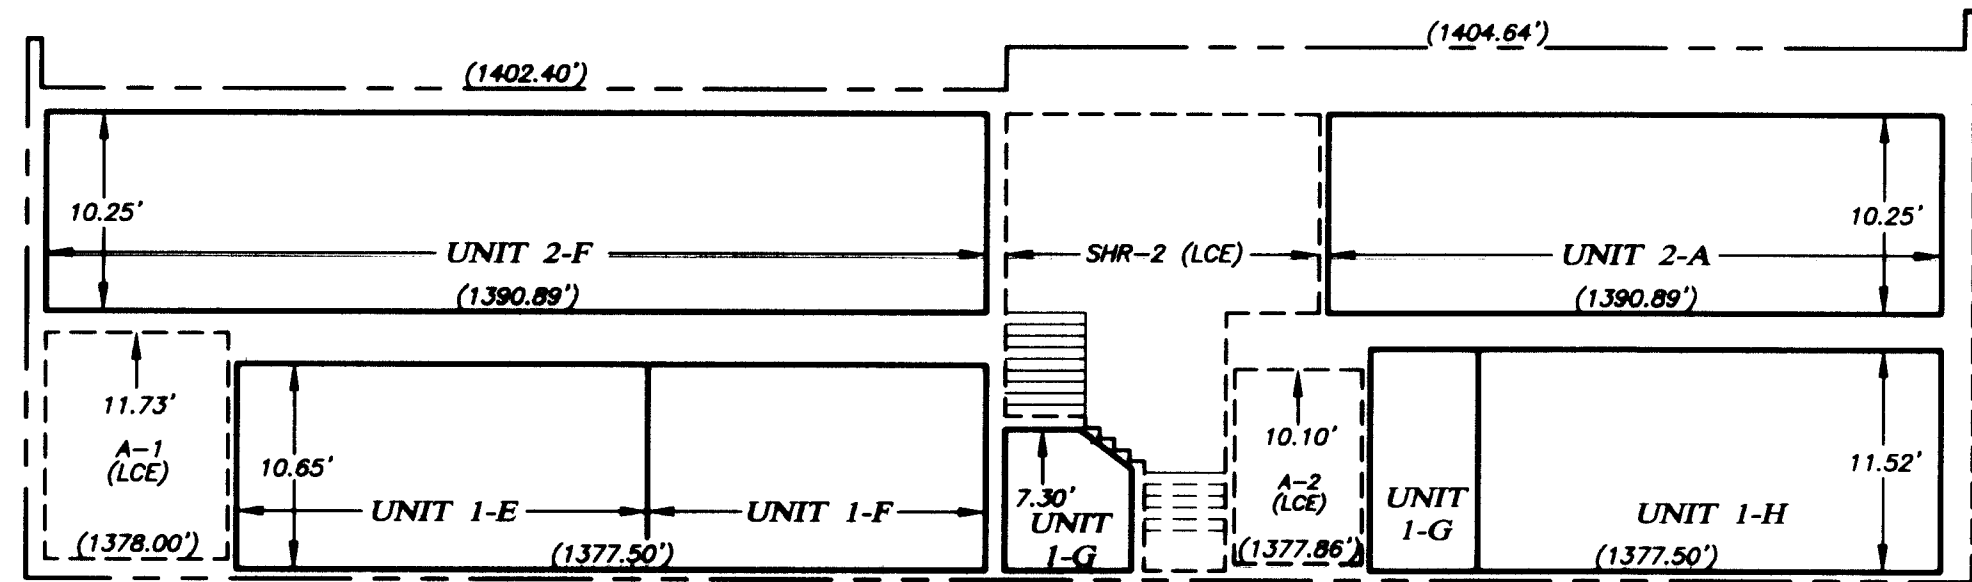 (1404.64')
(1402.40')
10.25'
10.25'
UNIT 2-F
SHR-2 (LCE)
UNIT 2-A
(1390.89')
(1390.89')
11.73'
A-1
(LCE)
(1378.00')
10.65'
UNIT 1-E
UNIT 1-F
(1377.50')
7.30'
UNIT
1-G
10.10'
A-2
(LCE)
(1377.86')
UNIT
1-G
11.52'
UNIT 1-H
(1377.50')